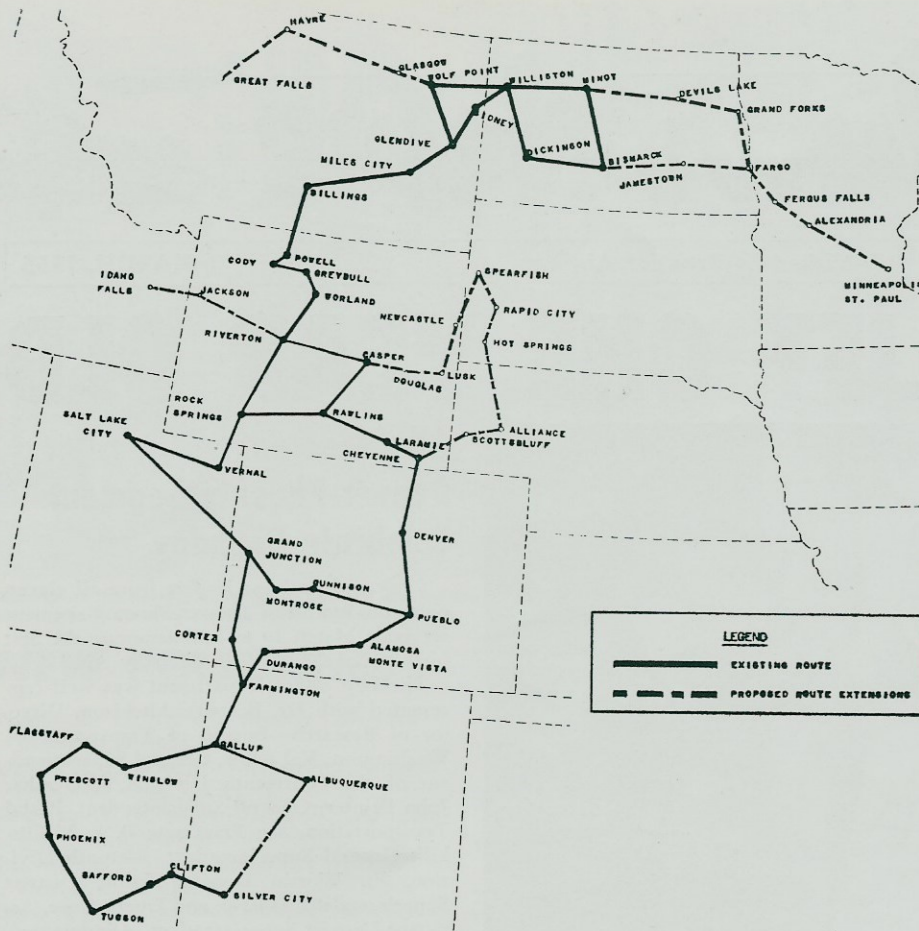 HAVRE
GLASGOW
WOLF POINT
WILLISTON
MINOT
DEVILS LAKE
GREAT FALLS
GRAND FORKS
SIDNEY
GLENDIVE
DICKINSON
BISMARCK
MILES CITY
JAMESTOWN
FARGO
BILLINGS
FERGUS FALLS
ALEXANDRIA
POWELL
CODY
GREYBULL
SPEARFISH
IDAHO
FALLS
JACKSON
WORLAND
MINNEAPOLIS
ST. PAUL
RAPID CITY
NEWCASTLE
RIVERTON
HOT SPRINGS
CASPER
LUSK
DOUGLAS
ROCK
SPRINGS
RAWLINS
SALT LAKE
CITY
LARAMIE
ALLIANCE
SCOTTSBLUFF
CHEYENNE
VERNAL
DENVER
GRAND
JUNCTION
GUNNISON
MONTROSE
PUEBLO
CORTEZ
ALAMOSA
MONTE VISTA
DURANGO
FARMINGTON
LEGEND
EXISTING ROUTE
PROPOSED ROUTE EXTENSIONS
FLAGSTAFF
GALLUP
WINSLOW
PRESCOTT
ALBUQUERQUE
PHOENIX
CLIFTON
SAFFORD
SILVER CITY
TUCSON